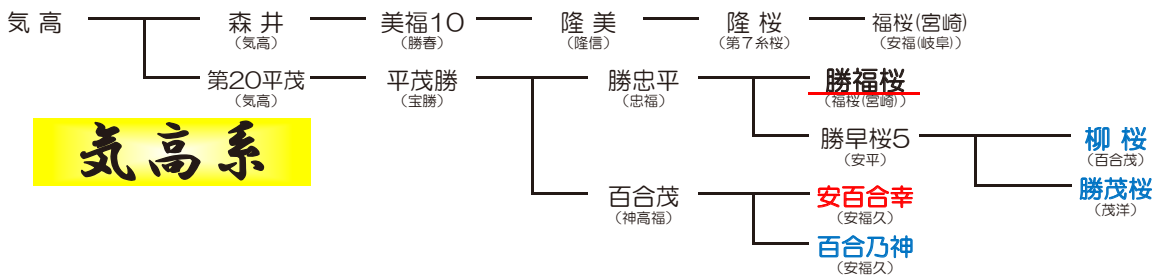 気高
森井
（気高）
美福10
（勝春）
隆美
（隆信）
隆桜
（第7糸桜）
福桜(宮崎)
（安福(岐阜)）
第20平茂
（気高）
平茂勝
（宝勝）
勝忠平
（忠福）
勝福桜
（福桜(宮崎)）
気高系
勝早桜5
（安平）
柳桜
（百合茂）
勝茂桜
（茂洋）
百合茂
（神高福）
安百合幸
（安福久）
百合乃神
（安福久）